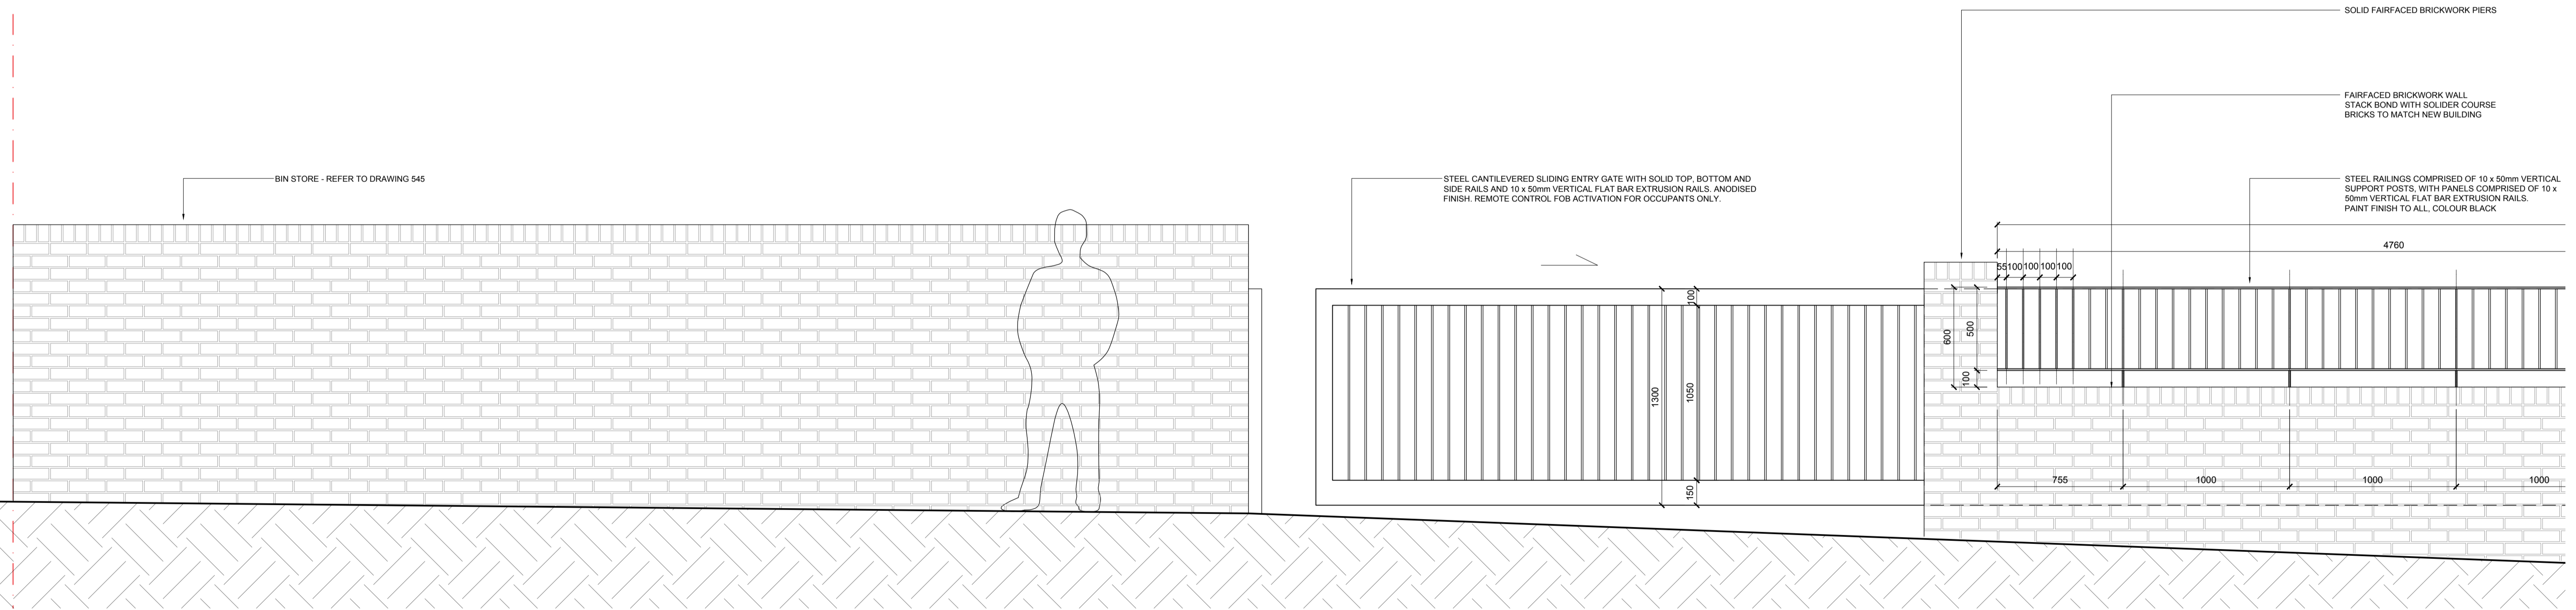 SOLID FAIRFACED BRICKWORK PIERS
FAIRFACED BRICKWORK WALL
STACK BOND WITH SOLIDER COURSE
BRICKS TO MATCH NEW BUILDING
BIN STORE - REFER TO DRAWING 545
STEEL CANTILEVERED SLIDING ENTRY GATE WITH SOLID TOP, BOTTOM AND
SIDE RAILS AND 10 x 50mm VERTICAL FLAT BAR EXTRUSION RAILS. ANODISED
FINISH. REMOTE CONTROL FOB ACTIVATION FOR OCCUPANTS ONLY.
STEEL RAILINGS COMPRISED OF 10 x 50mm VERTICAL
SUPPORT POSTS, WITH PANELS COMPRISED OF 10 x
50mm VERTICAL FLAT BAR EXTRUSION RAILS.
PAINT FINISH TO ALL, COLOUR BLACK
4760
55 100 100 100 100
100
600
500
100
1300
1050
150
755
1000
1000
1000